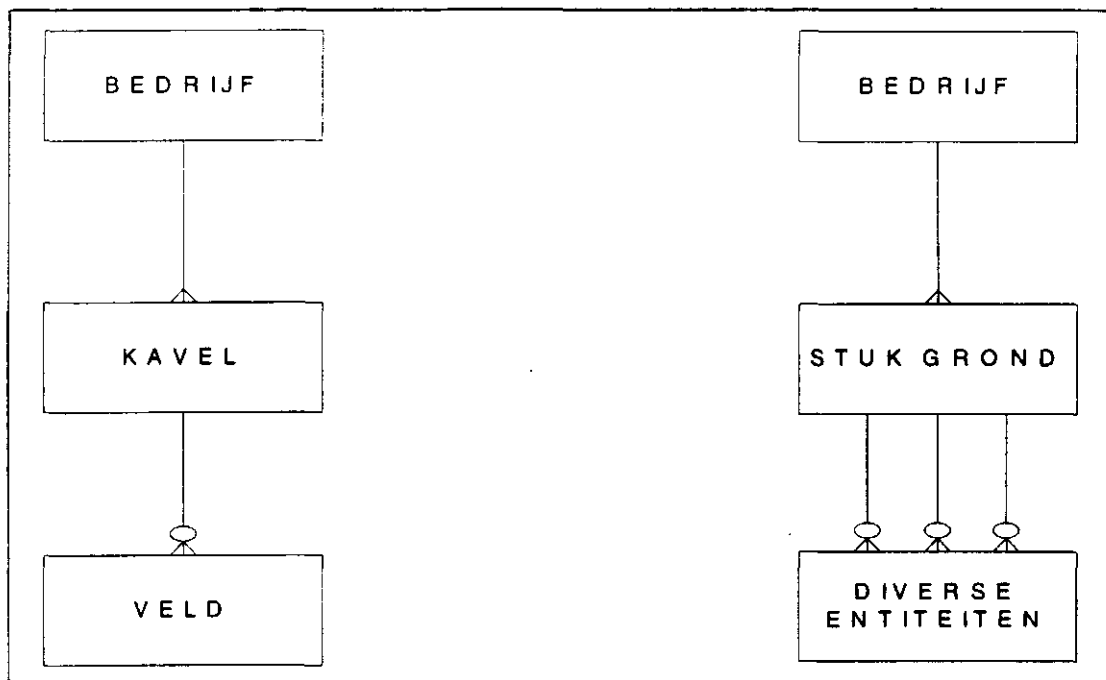 BEDRIJF
KAVEL
VELD
BEDRIJF
STUK GROND
DIVERSE
ENTITEITEN